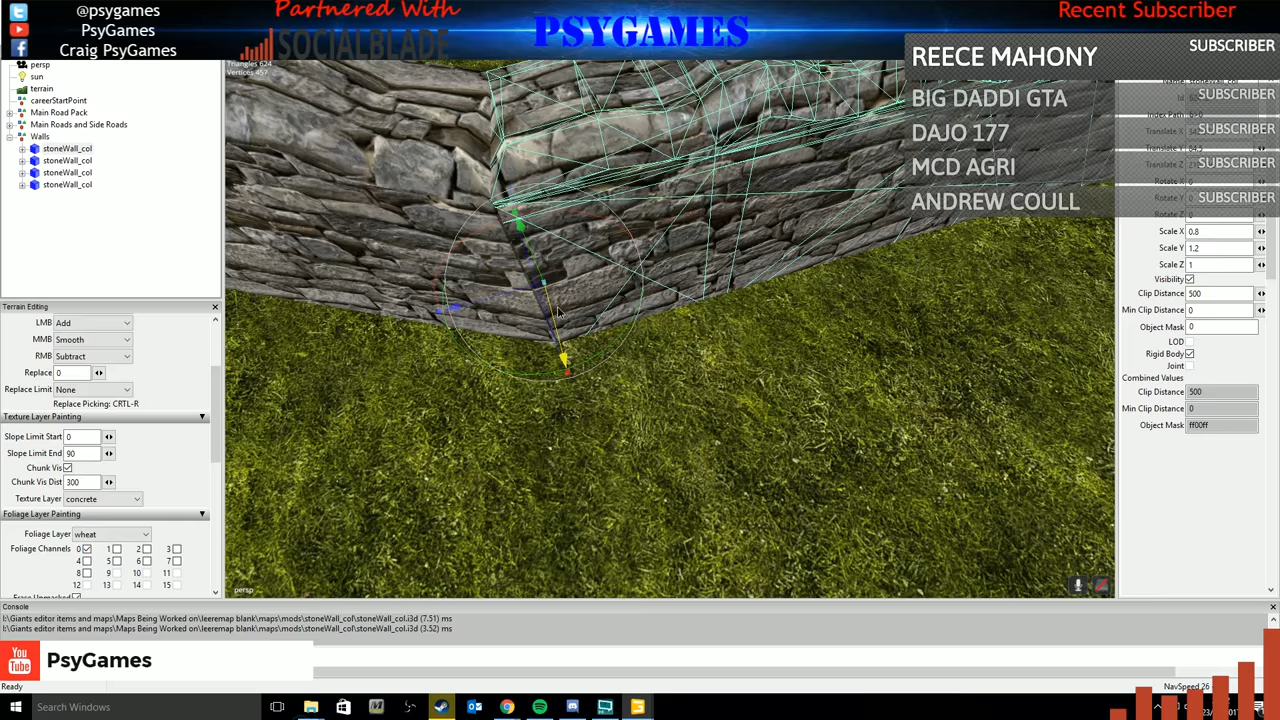 @psygames
PsyGames
Craig PsyGames
Partnered With
SOCIALBLADE
PSYGAMES
Recent Subscriber
REECE MAHONY SUBSCRIBER
BIG DADDI GTA SUBSCRIBER
DAJO 177 SUBSCRIBER
MCD AGRI SUBSCRIBER
ANDREW COULL SUBSCRIBER
persp
sun
terrain
careerStartPoint
Main Road Pack
Main Roads and Side Roads
Walls
stoneWall_col
stoneWall_col
stoneWall_col
stoneWall_col
Triangles 624
Vertices 457
Scale X 0.8
Scale Y 1.2
Scale Z 1
Visibility
Clip Distance 500
Min Clip Distance 0
Object Mask 0
LOD
Rigid Body
Joint
Combined Values
Clip Distance 500
Min Clip Distance 0
Object Mask ff00ff
Terrain Editing
LMB Add
MMB Smooth
RMB Subtract
Replace 0
Replace Limit None
Replace Picking: CRTL-R
Texture Layer Painting
Slope Limit Start 0
Slope Limit End 90
Chunk Vis
Chunk Vis Dist 300
Texture Layer concrete
Foliage Layer Painting
Foliage Layer wheat
Foliage Channels 0 1 2 3
4 5 6 7
8 9 10 11
12 13 14 15
persp
Console
I:\Giants editor items and maps\Maps Being Worked on\leeremap blank\maps\mods\stoneWall_col\stoneWall_col.i3d (7.51) ms
I:\Giants editor items and maps\Maps Being Worked on\leeremap blank\maps\mods\stoneWall_col\stoneWall_col.i3d (3.52) ms
You Tube
PsyGames
Ready
NavSpeed 26
Search Windows